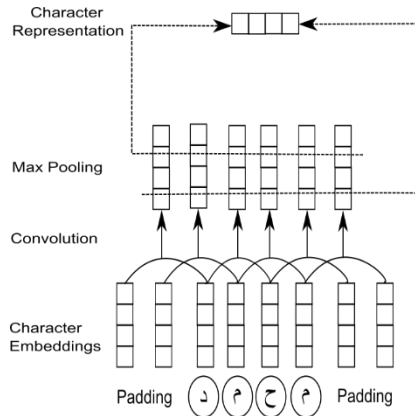 Character
Representation
Max Pooling
Convolution
Character
Embeddings
Padding د م ح م Padding